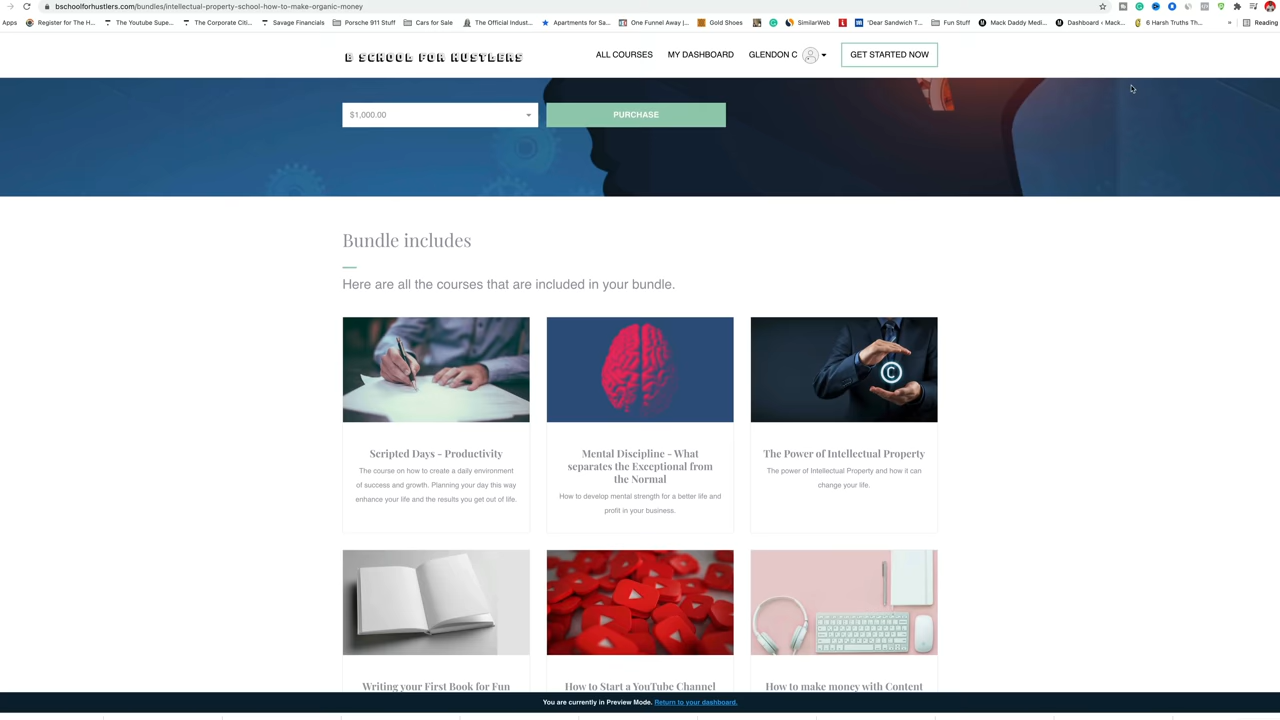 bschoolforhustlers.com/bundles/intellectual-property-school-how-to-make-organic-money
Apps Register for The H... The Youtube Supe... The Corporate Citi... Savage Financials Porsche 911 Stuff Cars for Sale The Official Indust... Apartments for Sa... One Funnel Away |... Gold Shoes SimilarWeb 'Dear Sandwich T... Fun Stuff Mack Daddy Medi... Dashboard ‹ Mack... 6 Harsh Truths Th... » Reading
B SCHOOL FOR HUSTLERS
ALL COURSES MY DASHBOARD GLENDON C GET STARTED NOW
$1,000.00 PURCHASE
Bundle includes
Here are all the courses that are included in your bundle.
Scripted Days - Productivity
The course on how to create a daily environment
of success and growth. Planning your day this way
enhance your life and the results you get out of life.
Mental Discipline - What
separates the Exceptional from
the Normal
How to develop mental strength for a better life and
profit in your business.
The Power of Intellectual Property
The power of Intellectual Property and how it can
change your life.
Writing your First Book for Fun
How to Start a YouTube Channel
How to make money with Content
You are currently in Preview Mode. Return to your dashboard.